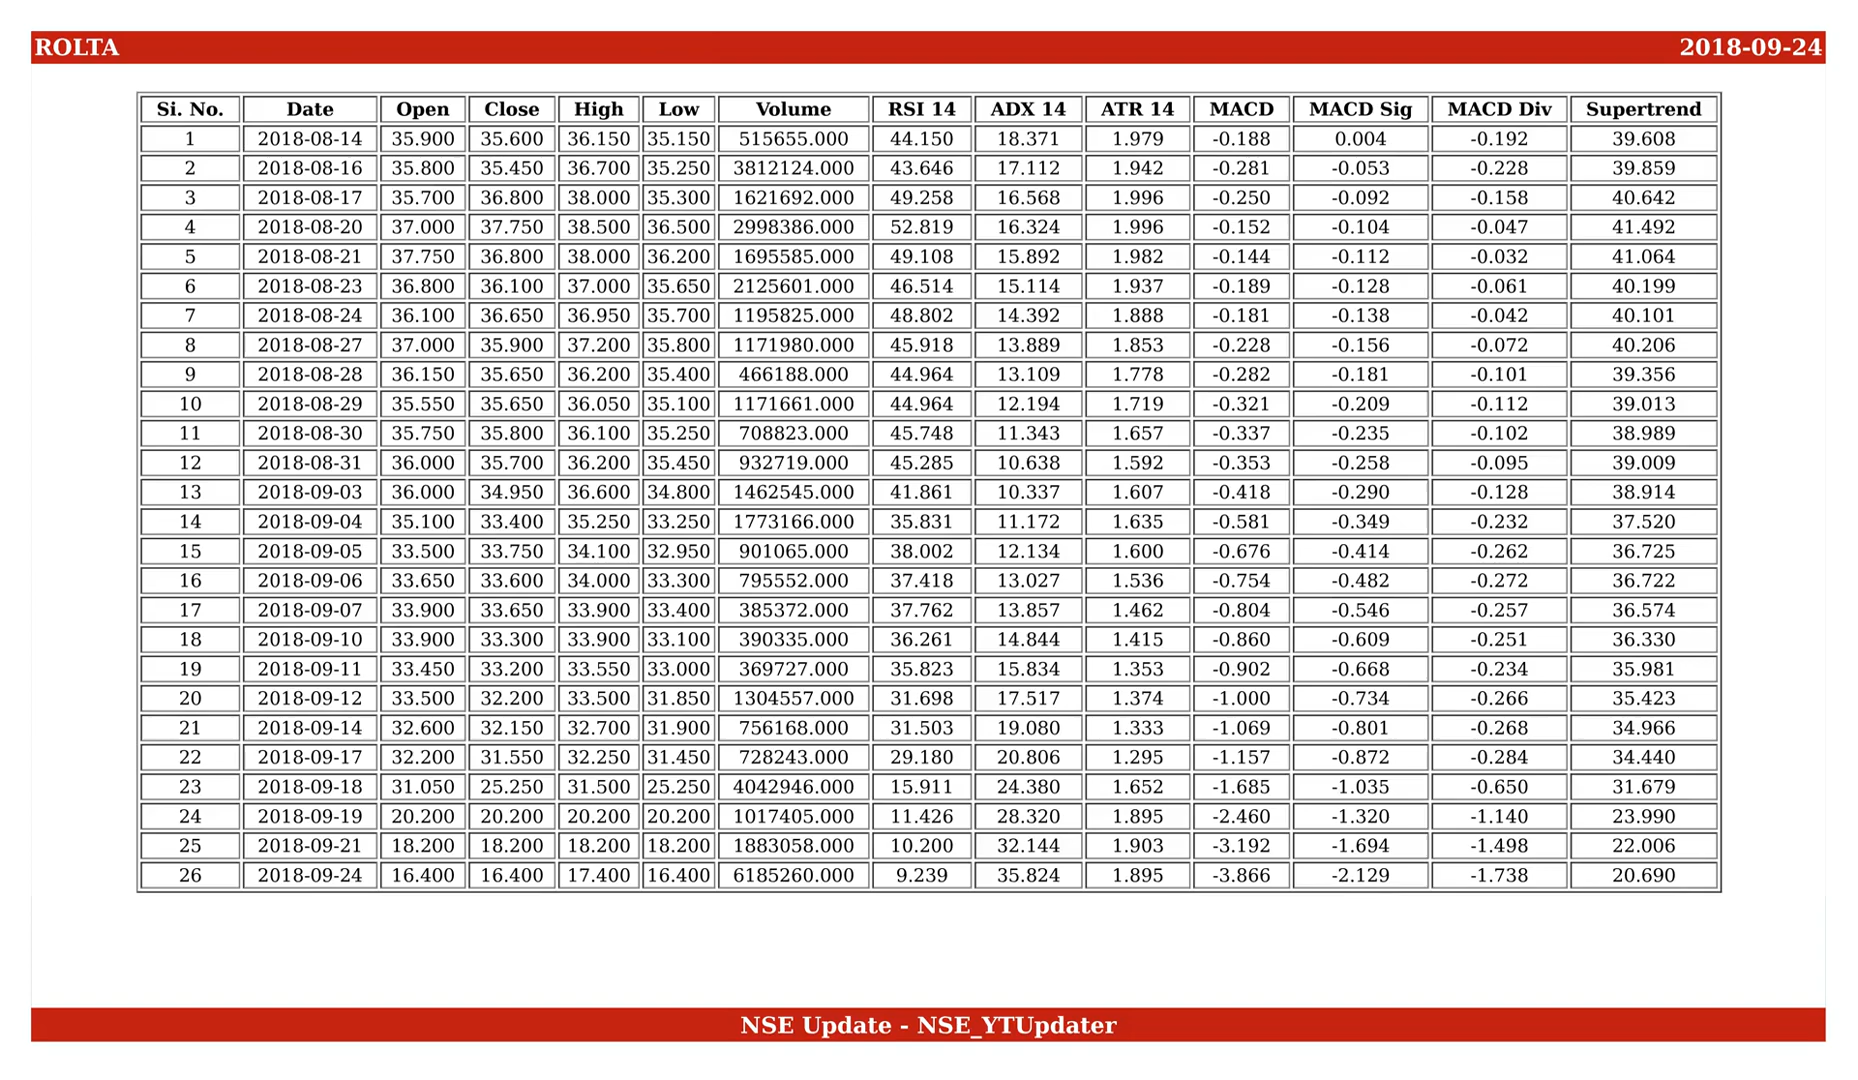 ROLTA 2018-09-24
Si. No. Date Open Close High Low Volume RSI 14 ADX 14 ATR 14 MACD MACD Sig MACD Div Supertrend
1 2018-08-14 35.900 35.600 36.150 35.150 515655.000 44.150 18.371 1.979 -0.188 0.004 -0.192 39.608
2 2018-08-16 35.800 35.450 36.700 35.250 3812124.000 43.646 17.112 1.942 -0.281 -0.053 -0.228 39.859
3 2018-08-17 35.700 36.800 38.000 35.300 1621692.000 49.258 16.568 1.996 -0.250 -0.092 -0.158 40.642
4 2018-08-20 37.000 37.750 38.500 36.500 2998386.000 52.819 16.324 1.996 -0.152 -0.104 -0.047 41.492
5 2018-08-21 37.750 36.800 38.000 36.200 1695585.000 49.108 15.892 1.982 -0.144 -0.112 -0.032 41.064
6 2018-08-23 36.800 36.100 37.000 35.650 2125601.000 46.514 15.114 1.937 -0.189 -0.128 -0.061 40.199
7 2018-08-24 36.100 36.650 36.950 35.700 1195825.000 48.802 14.392 1.888 -0.181 -0.138 -0.042 40.101
8 2018-08-27 37.000 35.900 37.200 35.800 1171980.000 45.918 13.889 1.853 -0.228 -0.156 -0.072 40.206
9 2018-08-28 36.150 35.650 36.200 35.400 466188.000 44.964 13.109 1.778 -0.282 -0.181 -0.101 39.356
10 2018-08-29 35.550 35.650 36.050 35.100 1171661.000 44.964 12.194 1.719 -0.321 -0.209 -0.112 39.013
11 2018-08-30 35.750 35.800 36.100 35.250 708823.000 45.748 11.343 1.657 -0.337 -0.235 -0.102 38.989
12 2018-08-31 36.000 35.700 36.200 35.450 932719.000 45.285 10.638 1.592 -0.353 -0.258 -0.095 39.009
13 2018-09-03 36.000 34.950 36.600 34.800 1462545.000 41.861 10.337 1.607 -0.418 -0.290 -0.128 38.914
14 2018-09-04 35.100 33.400 35.250 33.250 1773166.000 35.831 11.172 1.635 -0.581 -0.349 -0.232 37.520
15 2018-09-05 33.500 33.750 34.100 32.950 901065.000 38.002 12.134 1.600 -0.676 -0.414 -0.262 36.725
16 2018-09-06 33.650 33.600 34.000 33.300 795552.000 37.418 13.027 1.536 -0.754 -0.482 -0.272 36.722
17 2018-09-07 33.900 33.650 33.900 33.400 385372.000 37.762 13.857 1.462 -0.804 -0.546 -0.257 36.574
18 2018-09-10 33.900 33.300 33.900 33.100 390335.000 36.261 14.844 1.415 -0.860 -0.609 -0.251 36.330
19 2018-09-11 33.450 33.200 33.550 33.000 369727.000 35.823 15.834 1.353 -0.902 -0.668 -0.234 35.981
20 2018-09-12 33.500 32.200 33.500 31.850 1304557.000 31.698 17.517 1.374 -1.000 -0.734 -0.266 35.423
21 2018-09-14 32.600 32.150 32.700 31.900 756168.000 31.503 19.080 1.333 -1.069 -0.801 -0.268 34.966
22 2018-09-17 32.200 31.550 32.250 31.450 728243.000 29.180 20.806 1.295 -1.157 -0.872 -0.284 34.440
23 2018-09-18 31.050 25.250 31.500 25.250 4042946.000 15.911 24.380 1.652 -1.685 -1.035 -0.650 31.679
24 2018-09-19 20.200 20.200 20.200 20.200 1017405.000 11.426 28.320 1.895 -2.460 -1.320 -1.140 23.990
25 2018-09-21 18.200 18.200 18.200 18.200 1883058.000 10.200 32.144 1.903 -3.192 -1.694 -1.498 22.006
26 2018-09-24 16.400 16.400 17.400 16.400 6185260.000 9.239 35.824 1.895 -3.866 -2.129 -1.738 20.690
NSE Update - NSE_YTUpdater